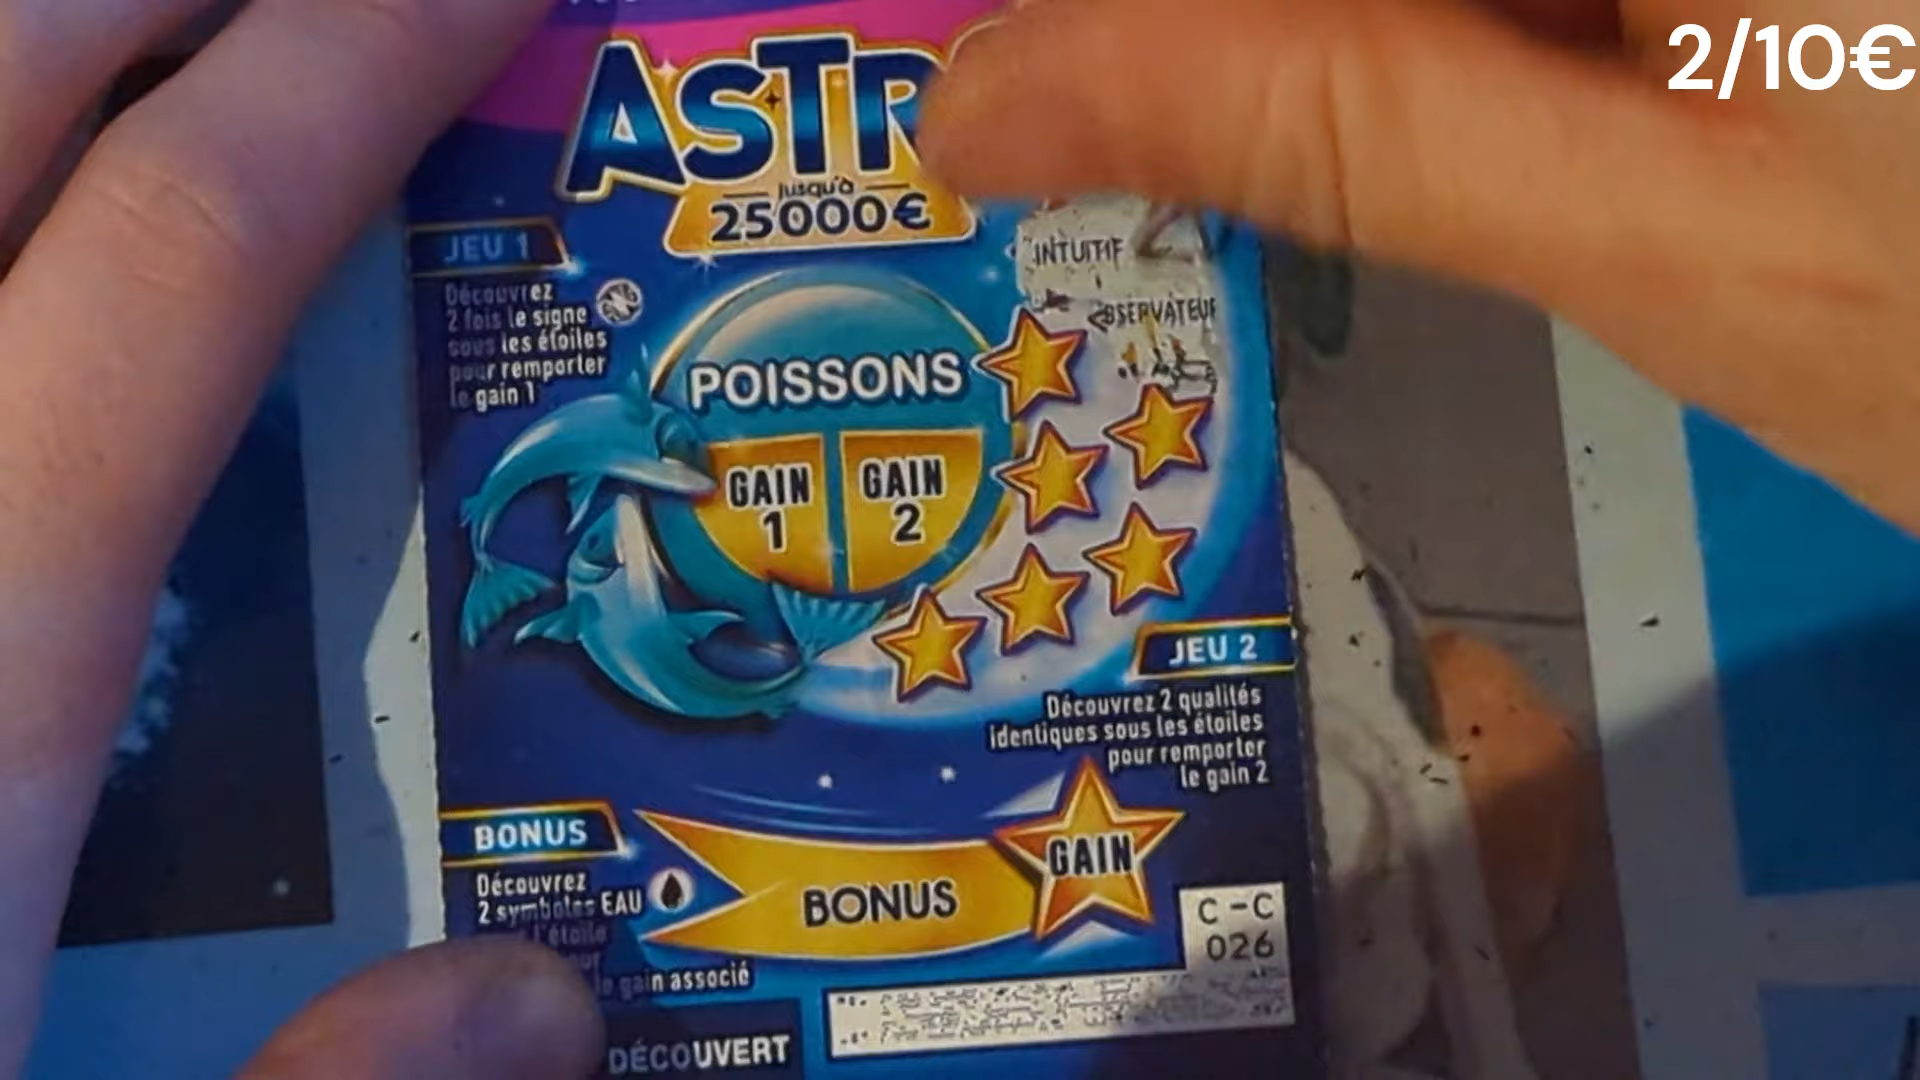 2/10€
ASTR
Jusqu'à
25000€
JEU 1
INTUITIF
Découvrez
2 fois le signe
sous les étoiles
pour remporter
le gain 1
OBSERVATEUR
POISSONS
GAIN
1
GAIN
2
JEU 2
Découvrez 2 qualités
identiques sous les étoiles
pour remporter
le gain 2
BONUS
Découvrez
2 symboles EAU
l'étoile
gain associé
BONUS
GAIN
C-C
026
DÉCOUVERT